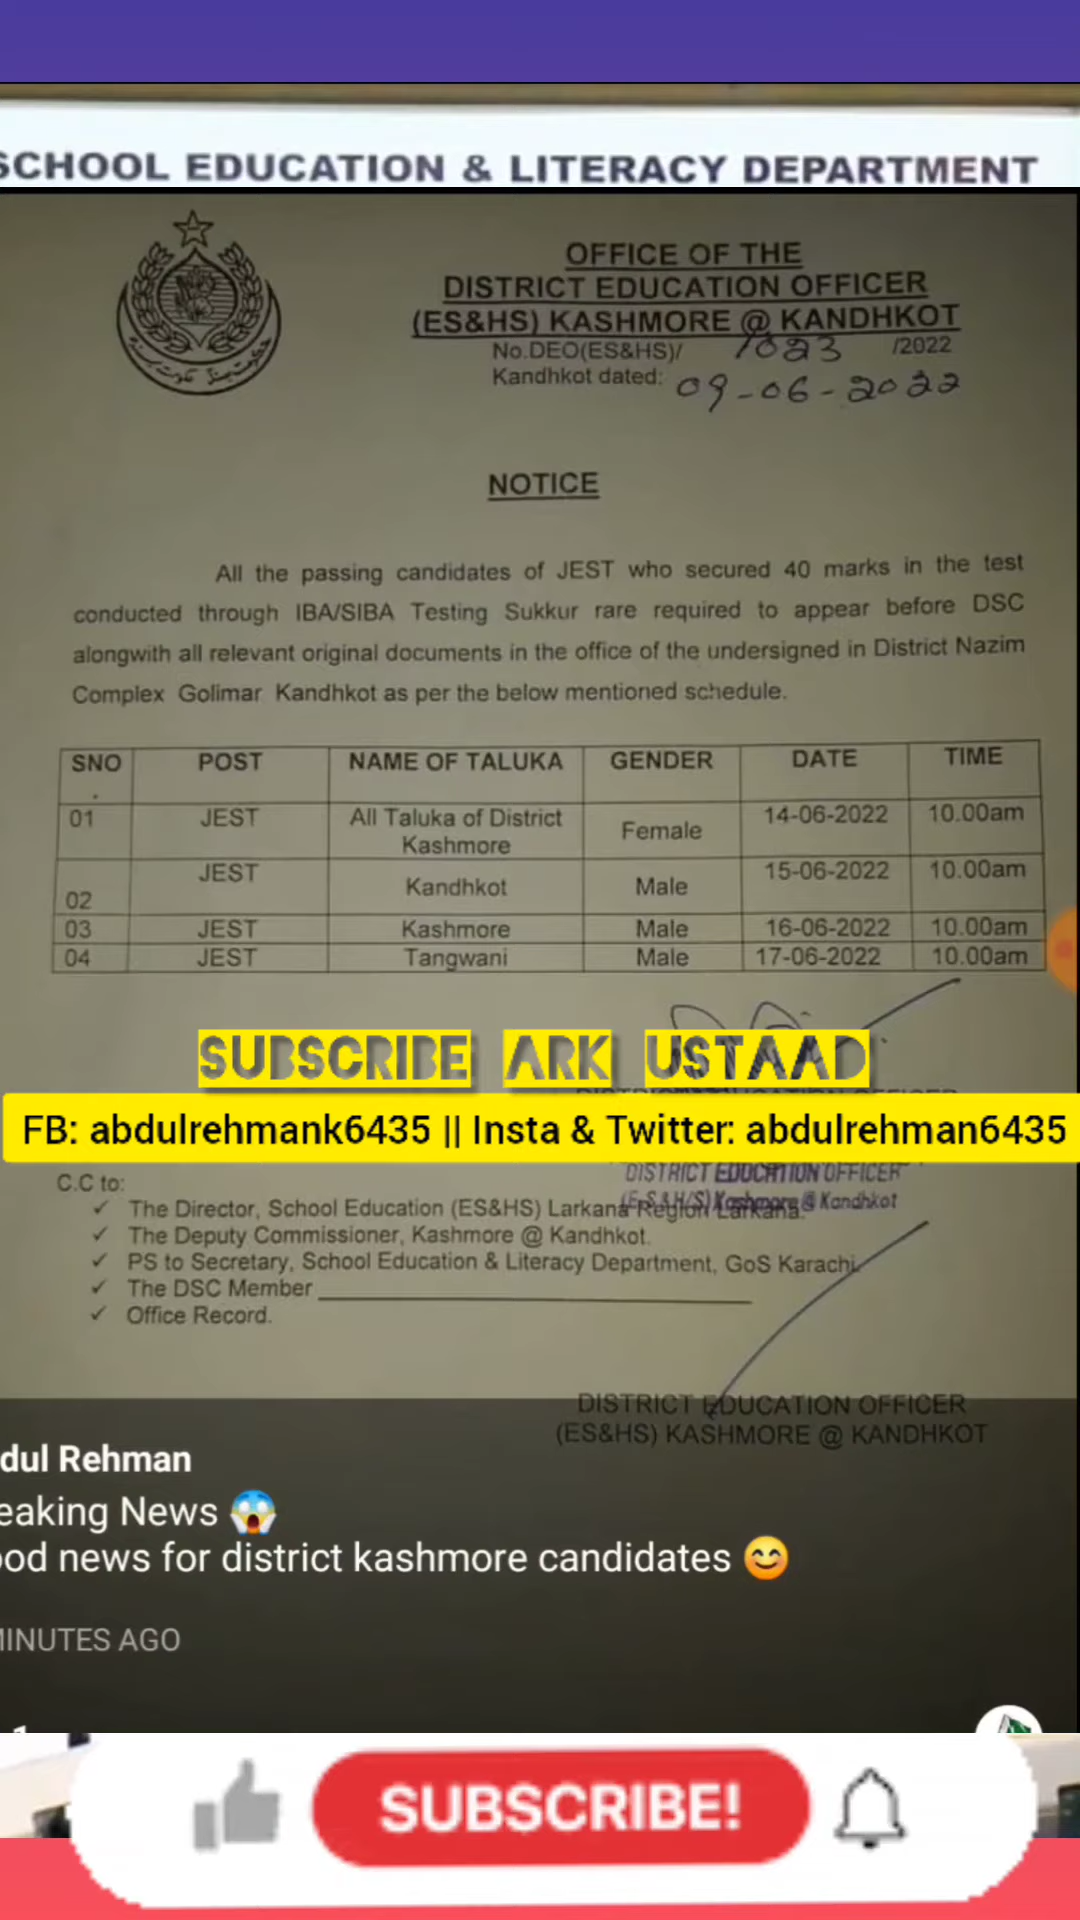 SCHOOL EDUCATION & LITERACY DEPARTMENT
OFFICE OF THE
DISTRICT EDUCATION OFFICER
(ES&HS) KASHMORE @ KANDHKOT
No.DEO(ES&HS)/ 1023 /2022
Kandhkot dated: 09-06-2022
NOTICE
All the passing candidates of JEST who secured 40 marks in the test
conducted through IBA/SIBA Testing Sukkur rare required to appear before DSC
alongwith all relevant original documents in the office of the undersigned in District Nazim
Complex Golimar Kandhkot as per the below mentioned schedule.
SNO. POST NAME OF TALUKA GENDER DATE TIME
01 JEST All Taluka of District Kashmore Female 14-06-2022 10.00am
02 JEST Kandhkot Male 15-06-2022 10.00am
03 JEST Kashmore Male 16-06-2022 10.00am
04 JEST Tangwani Male 17-06-2022 10.00am
SUBSCRIBE ARK USTAAD
FB: abdulrehmank6435 || Insta & Twitter: abdulrehman6435
DISTRICT EDUCATION OFFICER
(E-S&H/S) Kashmore @ Kandhkot
C.C to:
✓ The Director, School Education (ES&HS) Larkana Region Larkana.
✓ The Deputy Commissioner, Kashmore @ Kandhkot.
✓ PS to Secretary, School Education & Literacy Department, GoS Karachi.
✓ The DSC Member
✓ Office Record.
DISTRICT EDUCATION OFFICER
(ES&HS) KASHMORE @ KANDHKOT
dul Rehman
eaking News 😱
ood news for district kashmore candidates 😊
MINUTES AGO
SUBSCRIBE!